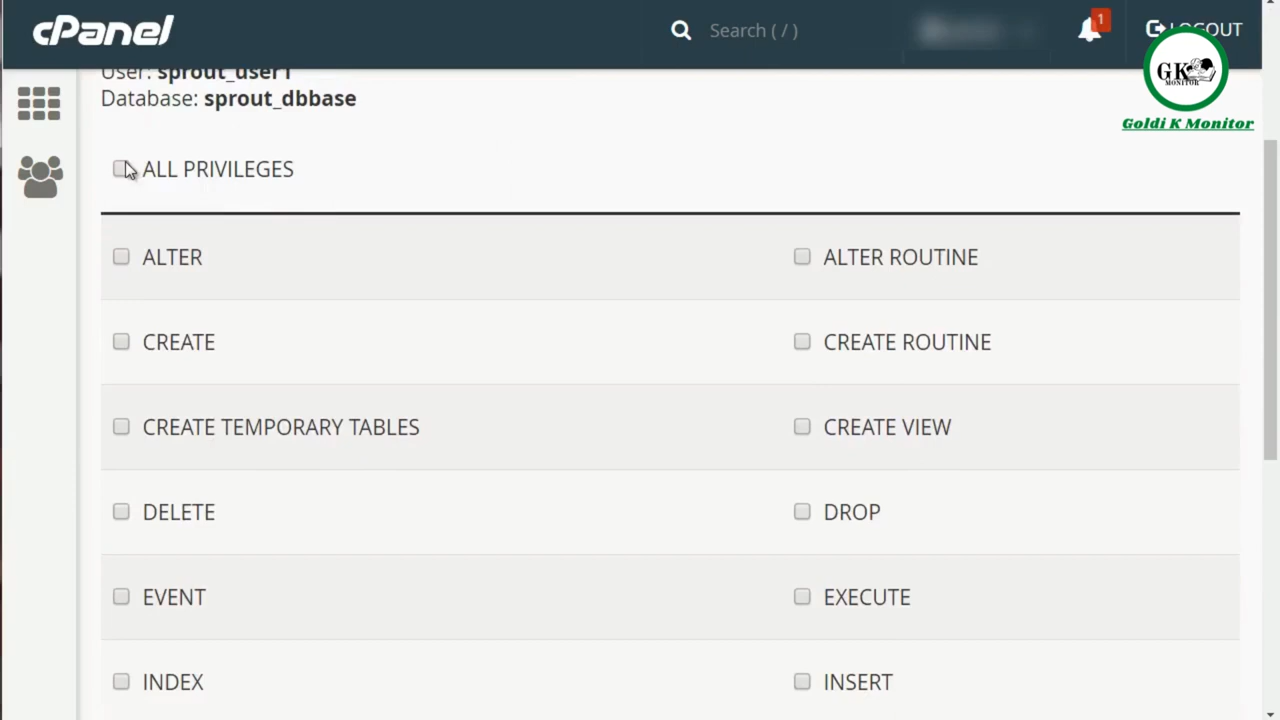 cPanel
Search ( / )
1
LOGOUT
GK
MONITOR
Goldi K Monitor
User: sprout_user1
Database: sprout_dbbase
ALL PRIVILEGES
ALTER
ALTER ROUTINE
CREATE
CREATE ROUTINE
CREATE TEMPORARY TABLES
CREATE VIEW
DELETE
DROP
EVENT
EXECUTE
INDEX
INSERT